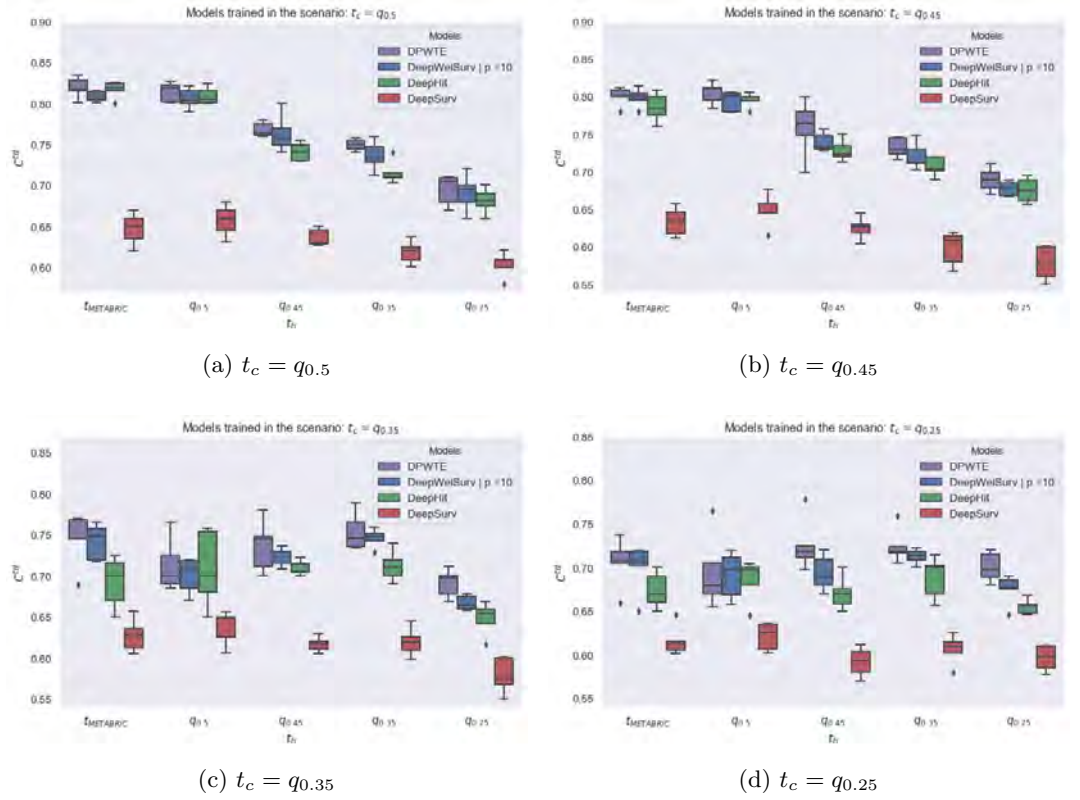 Models trained in the scenario: t_c = q_0.5
0.90
0.85
0.80
0.75
0.70
0.65
0.60
C^td
Models
DPWTE
DeepWeiSurv | p =10
DeepHit
DeepSurv
t_METABRIC
q_0.5
q_0.45
q_0.35
q_0.25
t_h
(a) t_c = q_0.5
Models trained in the scenario: t_c = q_0.45
0.90
0.85
0.80
0.75
0.70
0.65
0.60
0.55
C^td
Models
DPWTE
DeepWeiSurv | p =10
DeepHit
DeepSurv
t_METABRIC
q_0.5
q_0.45
q_0.35
q_0.25
t_h
(b) t_c = q_0.45
Models trained in the scenario: t_c = q_0.35
0.85
0.80
0.75
0.70
0.65
0.60
0.55
C^td
Models
DPWTE
DeepWeiSurv | p =10
DeepHit
DeepSurv
t_METABRIC
q_0.5
q_0.45
q_0.35
q_0.25
t_h
(c) t_c = q_0.35
Models trained in the scenario: t_c = q_0.25
0.85
0.80
0.75
0.70
0.65
0.60
0.55
C^td
Models
DPWTE
DeepWeiSurv | p =10
DeepHit
DeepSurv
t_METABRIC
q_0.5
q_0.45
q_0.35
q_0.25
t_h
(d) t_c = q_0.25